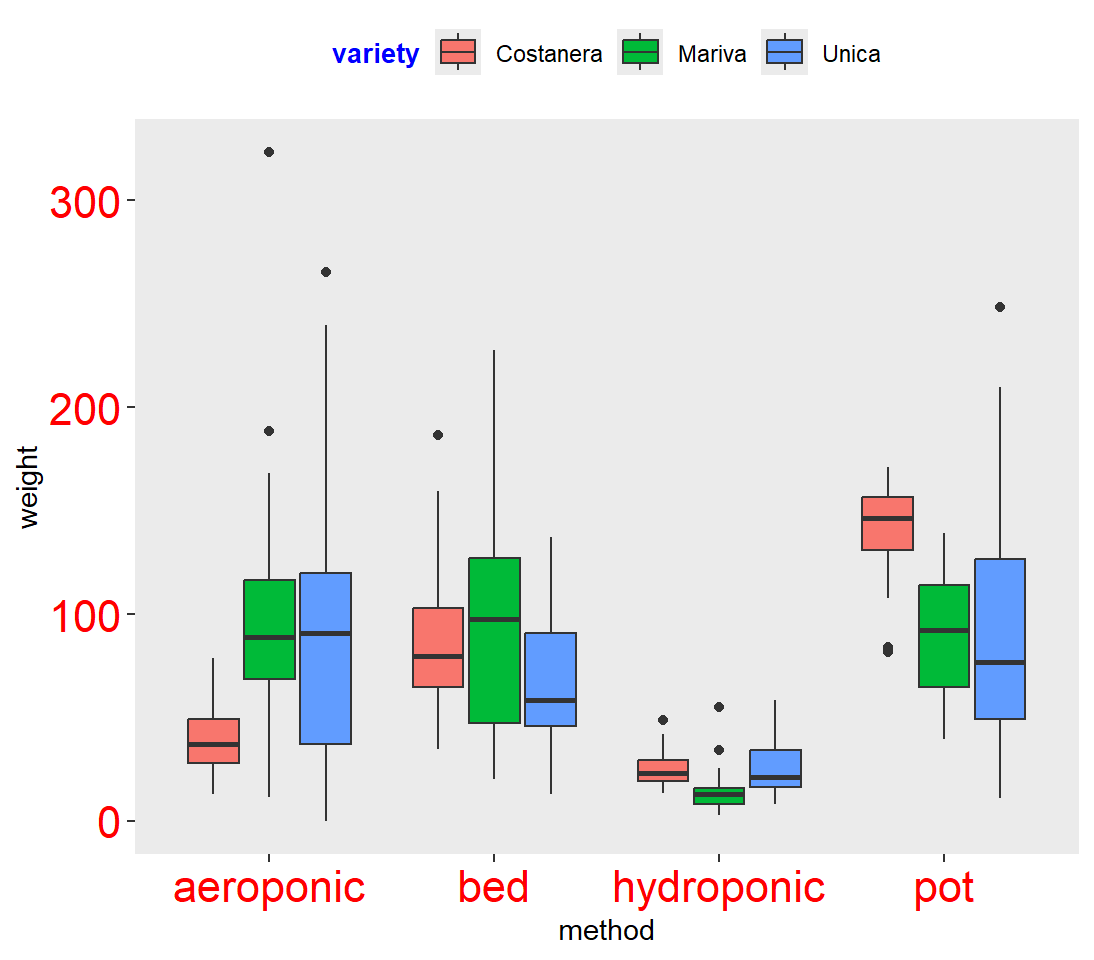 variety Costanera Mariva Unica
300
200
100
0
weight
aeroponic bed hydroponic pot
method